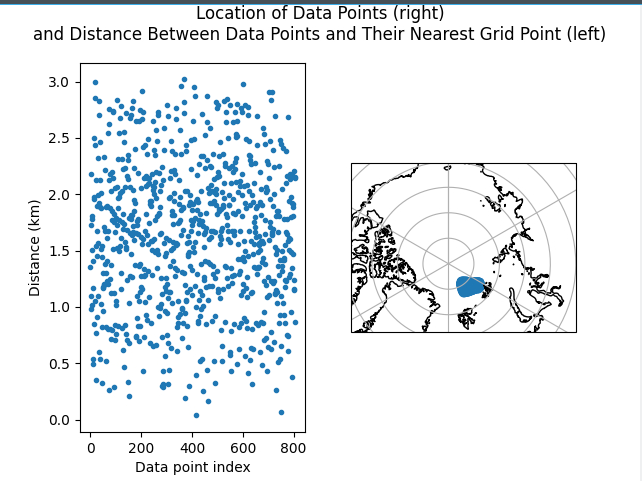 Location of Data Points (right)
and Distance Between Data Points and Their Nearest Grid Point (left)
3.0
2.5
2.0
1.5
1.0
0.5
0.0
Distance (km)
0 200 400 600 800
Data point index